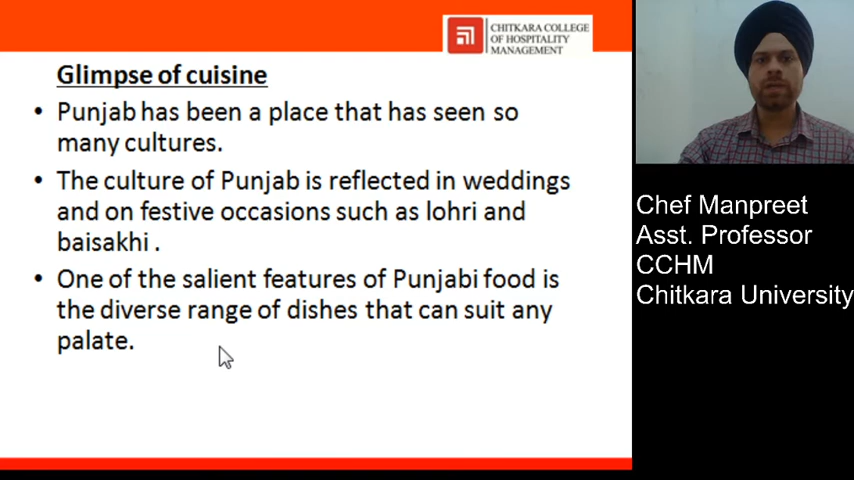 CHITKARA COLLEGE
OF HOSPITALITY
MANAGEMENT
Glimpse of cuisine
• Punjab has been a place that has seen so
many cultures.
• The culture of Punjab is reflected in weddings
and on festive occasions such as lohri and
baisakhi .
• One of the salient features of Punjabi food is
the diverse range of dishes that can suit any
palate.
Chef Manpreet
Asst. Professor
CCHM
Chitkara University